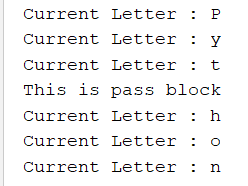 Current Letter : P
Current Letter : y
Current Letter : t
This is pass block
Current Letter : h
Current Letter : o
Current Letter : n